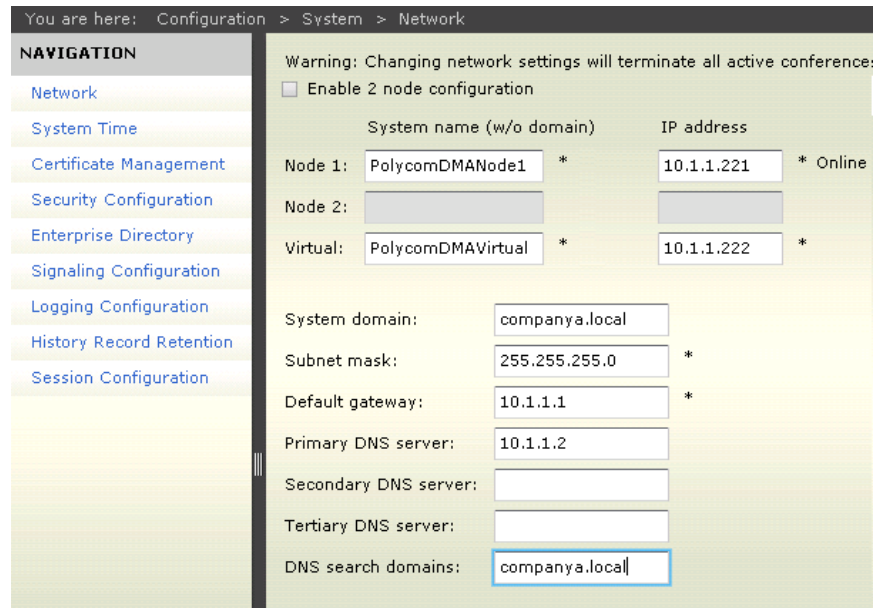 You are here: Configuration > System > Network
NAVIGATION
Network
System Time
Certificate Management
Security Configuration
Enterprise Directory
Signaling Configuration
Logging Configuration
History Record Retention
Session Configuration
Warning: Changing network settings will terminate all active conferences
Enable 2 node configuration
System name (w/o domain) IP address
Node 1: PolycomDMANode1 * 10.1.1.221 * Online
Node 2:
Virtual: PolycomDMAVirtual * 10.1.1.222 *
System domain: companya.local
Subnet mask: 255.255.255.0 *
Default gateway: 10.1.1.1 *
Primary DNS server: 10.1.1.2
Secondary DNS server:
Tertiary DNS server:
DNS search domains: companya.local